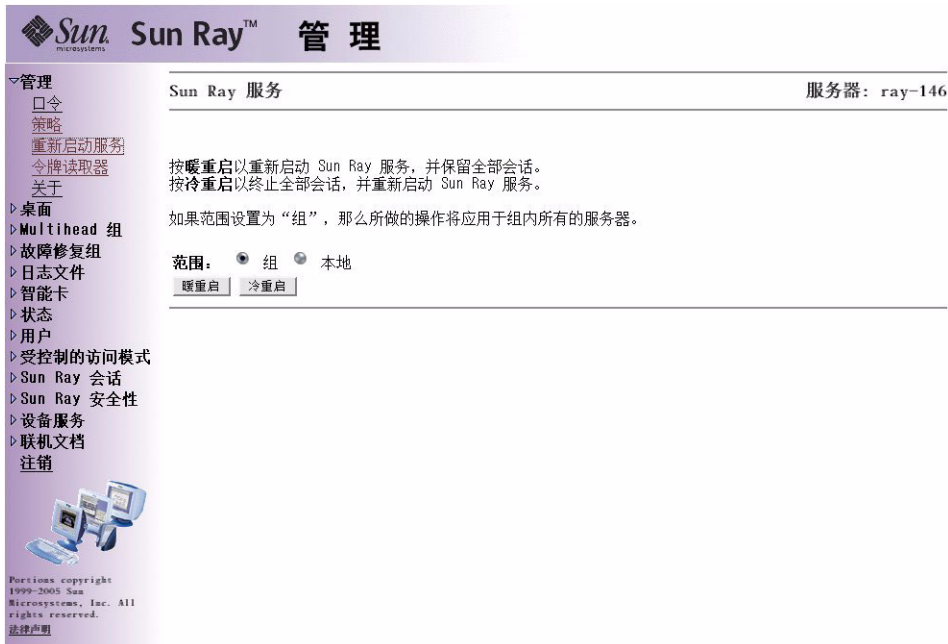 Sun microsystems Sun Ray™ 管 理
▽管理
口令
策略
重新启动服务
令牌读取器
关于
▷桌面
▷Multihead 组
▷故障修复组
▷日志文件
▷智能卡
▷状态
▷用户
▷受控制的访问模式
▷Sun Ray 会话
▷Sun Ray 安全性
▷设备服务
▷联机文档
注销
Portions copyright
1999-2005 Sun
Microsystems, Inc. All
rights reserved.
法律声明
Sun Ray 服务 服务器: ray-146
按暖重启以重新启动 Sun Ray 服务, 并保留全部会话。
按冷重启以终止全部会话, 并重新启动 Sun Ray 服务。
如果范围设置为“组”, 那么所做的操作将应用于组内所有的服务器。
范围: 组 本地
暖重启 冷重启